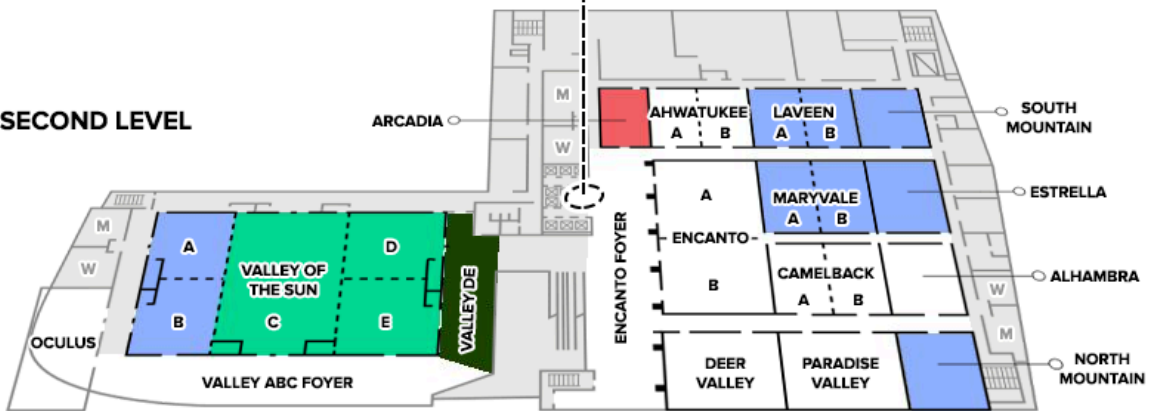 SECOND LEVEL
ARCADIA
M
W
AHWATUKEE
A B
LAVEEN
A B
SOUTH
MOUNTAIN
A
MARYVALE
A B
ESTRELLA
ENCANTO
B
CAMELBACK
A B
ALHAMBRA
ENCANTO FOYER
W
M
DEER
VALLEY
PARADISE
VALLEY
NORTH
MOUNTAIN
M
W
A
B
VALLEY OF
THE SUN
C
D
E
VALLEY DE
OCULUS
VALLEY ABC FOYER